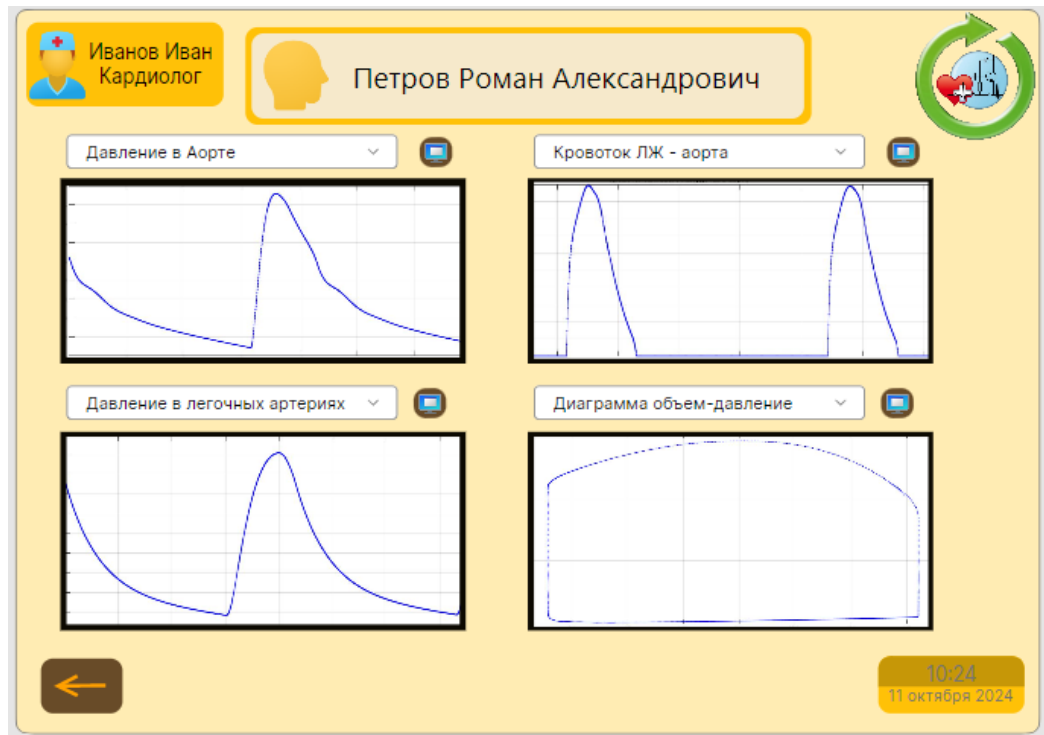 Иванов Иван
Кардиолог
Петров Роман Александрович
Давление в Аорте
Кровоток ЛЖ - аорта
Давление в легочных артериях
Диаграмма объем-давление
10:24
11 октября 2024